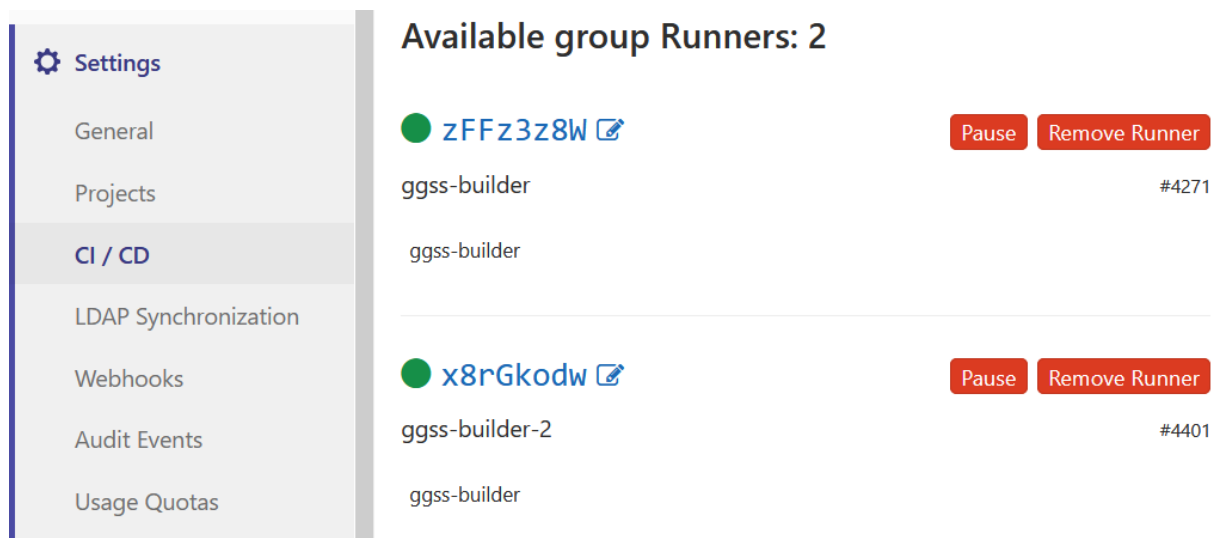 Settings
General
Projects
CI / CD
LDAP Synchronization
Webhooks
Audit Events
Usage Quotas
Available group Runners: 2
zFFz3z8W
Pause
Remove Runner
ggss-builder
#4271
ggss-builder
x8rGkodw
Pause
Remove Runner
ggss-builder-2
#4401
ggss-builder